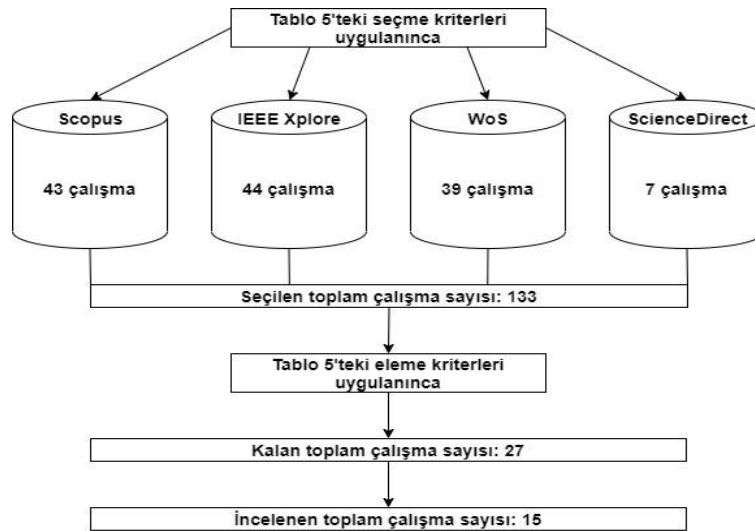 Tablo 5'teki seçme kriterleri
uygulanınca
Scopus
IEEE Xplore
WoS
ScienceDirect
43 çalışma
44 çalışma
39 çalışma
7 çalışma
Seçilen toplam çalışma sayısı: 133
Tablo 5'teki eleme kriterleri
uygulanınca
Kalan toplam çalışma sayısı: 27
İncelenen toplam çalışma sayısı: 15